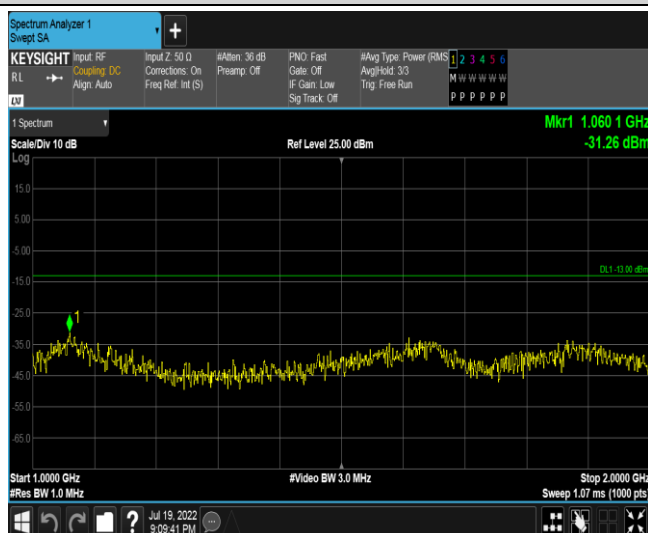 Spectrum Analyzer 1
Swept SA
+
KEYSIGHT
RL
LXI
Input: RF
Coupling: DC
Align: Auto
Input Z: 50 Ω
Corrections: On
Freq Ref: Int (S)
#Atten: 36 dB
Preamp: Off
PNO: Fast
Gate: Off
IF Gain: Low
Sig Track: Off
#Avg Type: Power (RMS
Avg|Hold: 3/3
Trig: Free Run
1 2 3 4 5 6
M W W W W W
P P P P P P
1 Spectrum
Mkr1 1.060 1 GHz
-31.26 dBm
Scale/Div 10 dB
Ref Level 25.00 dBm
Log
15.0
5.00
-5.00
DL1 -13.00 dBm
-15.0
-25.0
1
-35.0
-45.0
-55.0
-65.0
Start 1.0000 GHz
#Video BW 3.0 MHz
Stop 2.0000 GHz
#Res BW 1.0 MHz
Sweep 1.07 ms (1000 pts)
?
Jul 19, 2022
9:09:41 PM